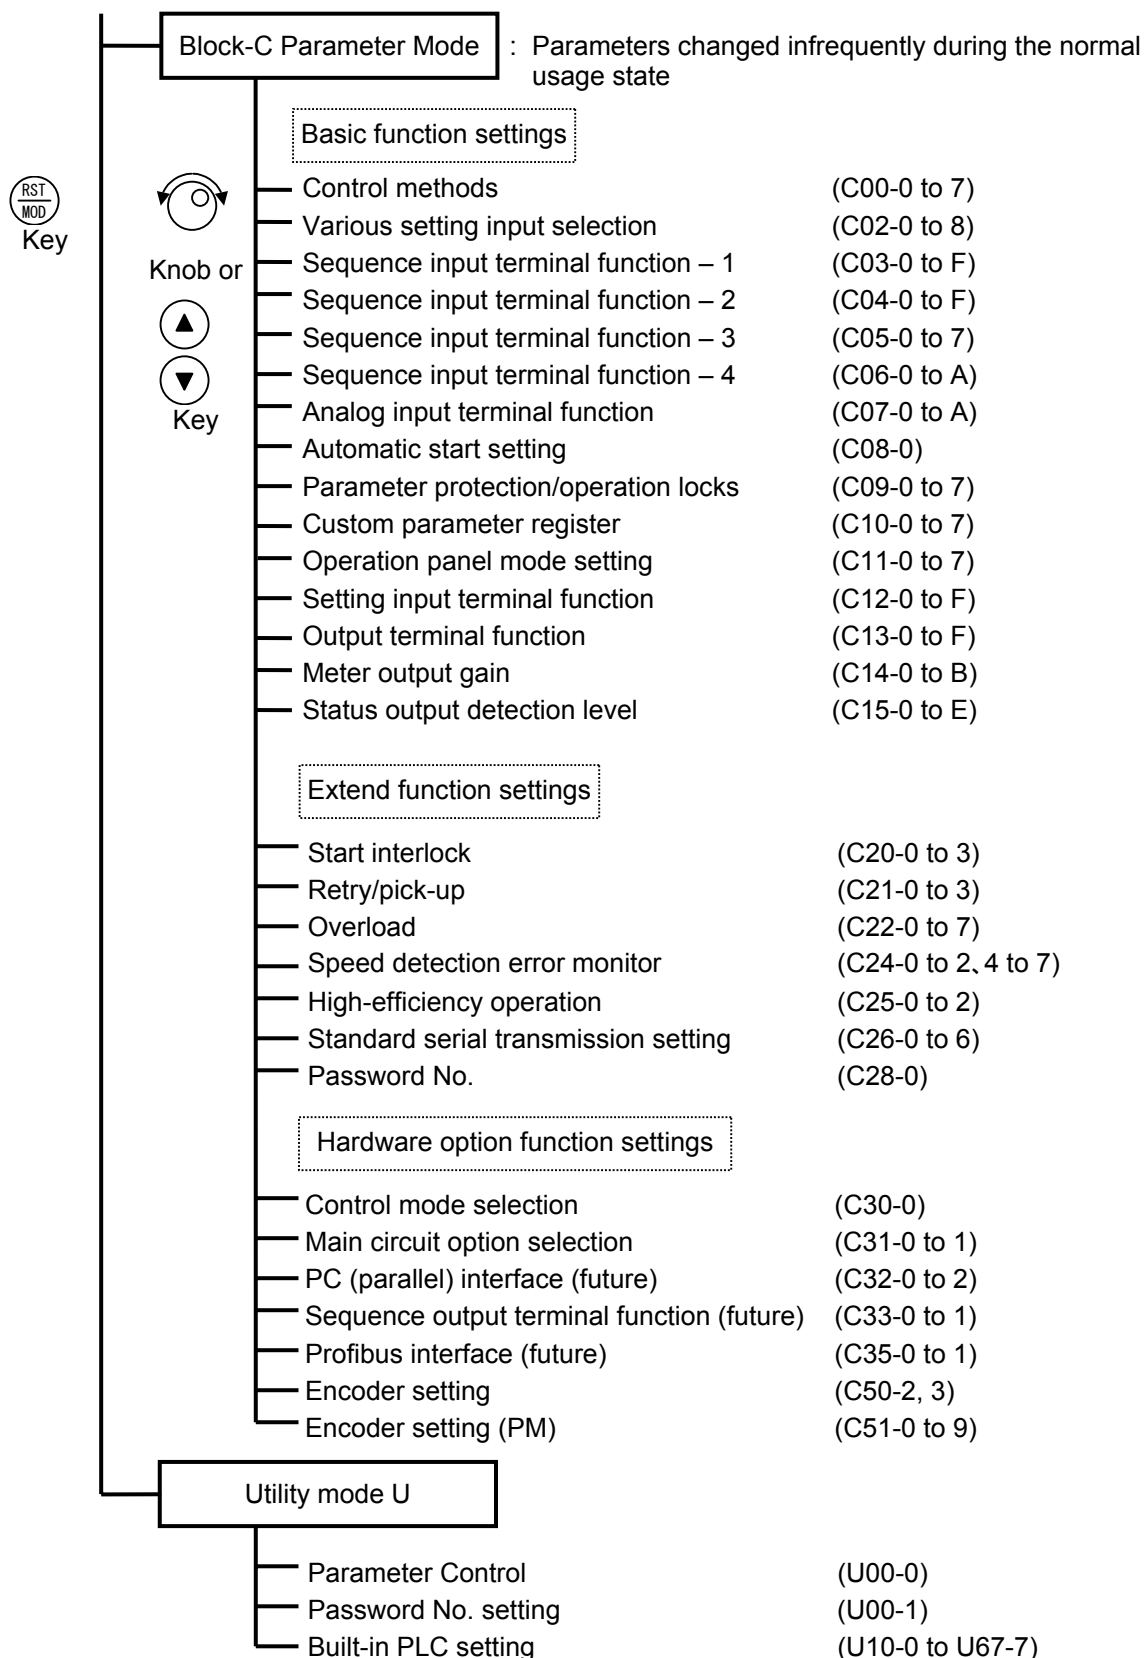 Block-C Parameter Mode : Parameters changed infrequently during the normal
usage state
Basic function settings
RST
MOD
Key
Knob or
Key
Control methods (C00-0 to 7)
Various setting input selection (C02-0 to 8)
Sequence input terminal function – 1 (C03-0 to F)
Sequence input terminal function – 2 (C04-0 to F)
Sequence input terminal function – 3 (C05-0 to 7)
Sequence input terminal function – 4 (C06-0 to A)
Analog input terminal function (C07-0 to A)
Automatic start setting (C08-0)
Parameter protection/operation locks (C09-0 to 7)
Custom parameter register (C10-0 to 7)
Operation panel mode setting (C11-0 to 7)
Setting input terminal function (C12-0 to F)
Output terminal function (C13-0 to F)
Meter output gain (C14-0 to B)
Status output detection level (C15-0 to E)
Extend function settings
Start interlock (C20-0 to 3)
Retry/pick-up (C21-0 to 3)
Overload (C22-0 to 7)
Speed detection error monitor (C24-0 to 2、4 to 7)
High-efficiency operation (C25-0 to 2)
Standard serial transmission setting (C26-0 to 6)
Password No. (C28-0)
Hardware option function settings
Control mode selection (C30-0)
Main circuit option selection (C31-0 to 1)
PC (parallel) interface (future) (C32-0 to 2)
Sequence output terminal function (future) (C33-0 to 1)
Profibus interface (future) (C35-0 to 1)
Encoder setting (C50-2, 3)
Encoder setting (PM) (C51-0 to 9)
Utility mode U
Parameter Control (U00-0)
Password No. setting (U00-1)
Built-in PLC setting (U10-0 to U67-7)